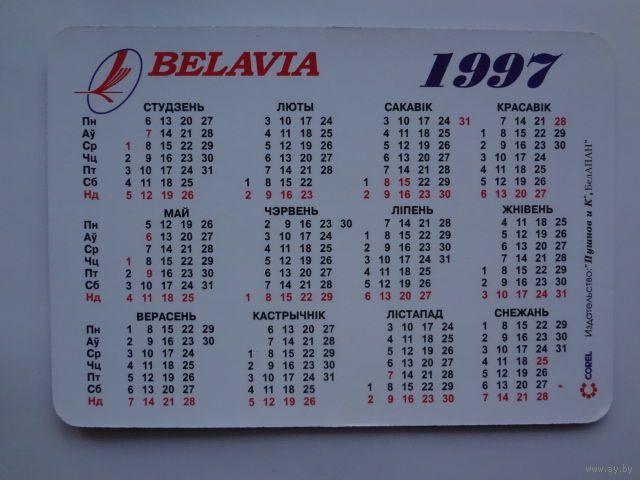 BELAVIA 1997
СТУДЗЕНЬ ЛЮТЫ САКАВІК КРАСАВІК
Пн 6 13 20 27 3 10 17 24 3 10 17 24 31 7 14 21 28
Аў 7 14 21 28 4 11 18 25 4 11 18 25 1 8 15 22 29
Ср 1 8 15 22 29 5 12 19 26 5 12 19 26 2 9 16 23 30
Чц 2 9 16 23 30 6 13 20 27 6 13 20 27 3 10 17 24
Пт 3 10 17 24 31 7 14 21 28 7 14 21 28 4 11 18 25
Сб 4 11 18 25 1 8 15 22 1 8 15 22 29 5 12 19 26
Нд 5 12 19 26 2 9 16 23 2 9 16 23 30 6 13 20 27
МАЙ ЧЭРВЕНЬ ЛІПЕНЬ ЖНІВЕНЬ
Пн 5 12 19 26 2 9 16 23 30 7 14 21 28 4 11 18 25
Аў 6 13 20 27 3 10 17 24 1 8 15 22 29 5 12 19 26
Ср 7 14 21 28 4 11 18 25 2 9 16 23 30 6 13 20 27
Чц 1 8 15 22 29 5 12 19 26 3 10 17 24 31 7 14 21 28
Пт 2 9 16 23 30 6 13 20 27 4 11 18 25 1 8 15 22 29
Сб 3 10 17 24 31 7 14 21 28 5 12 19 26 2 9 16 23 30
Нд 4 11 18 25 1 8 15 22 29 6 13 20 27 3 10 17 24 31
ВЕРАСЕНЬ КАСТРЫЧНІК ЛІСТАПАД СНЕЖАНЬ
Пн 1 8 15 22 29 6 13 20 27 3 10 17 24 1 8 15 22 29
Аў 2 9 16 23 30 7 14 21 28 4 11 18 25 2 9 16 23 30
Ср 3 10 17 24 1 8 15 22 29 5 12 19 26 3 10 17 24 31
Чц 4 11 18 25 2 9 16 23 30 6 13 20 27 4 11 18 25
Пт 5 12 19 26 3 10 17 24 31 7 14 21 28 5 12 19 26
Сб 6 13 20 27 4 11 18 25 1 8 15 22 29 6 13 20 27
Нд 7 14 21 28 5 12 19 26 2 9 16 23 30 7 14 21 28
COREL Издательство: "Пушнов и К", БелАПАН"
www.ay.by